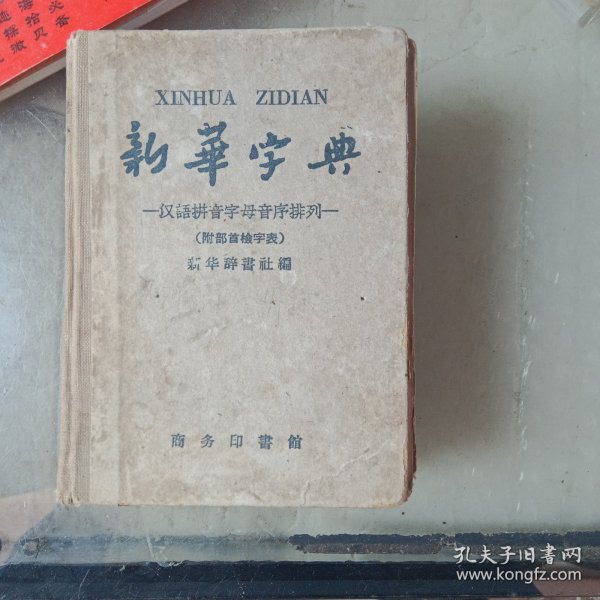 XINHUA ZIDIAN
新華字典
—汉語拼音字母音序排列—
（附部首檢字表）
新华辞書社編
商务印書館
孔夫子旧書网
www.kongfz.com